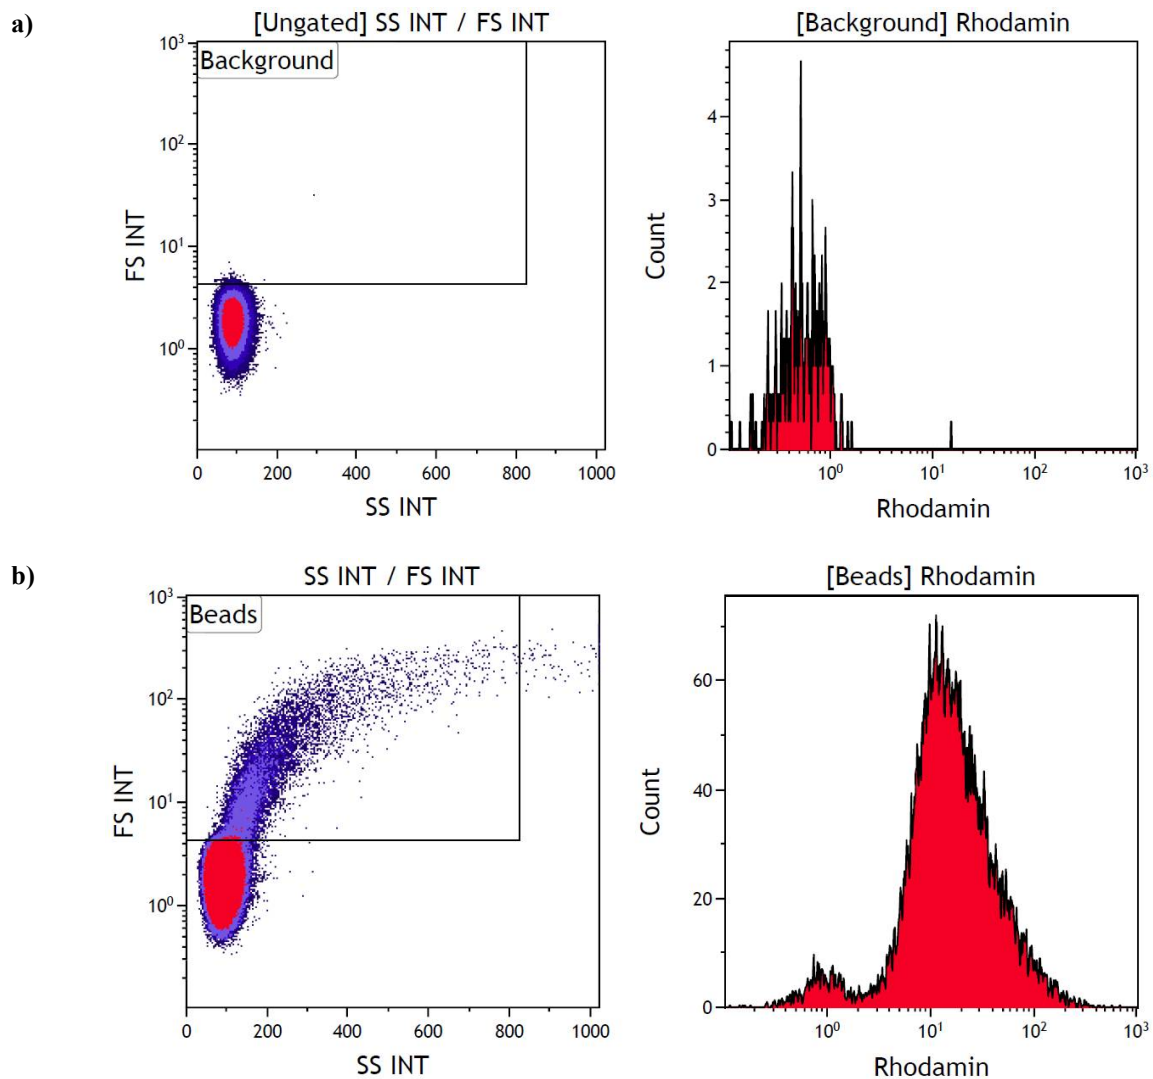 a)
[Ungated] SS INT / FS INT
[Background] Rhodamin
Background
FS INT
10³
10²
10¹
10⁰
0 200 400 600 800 1000
SS INT
Count
4
3
2
1
0
10⁰ 10¹ 10² 10³
Rhodamin
b)
SS INT / FS INT
[Beads] Rhodamin
Beads
FS INT
10³
10²
10¹
10⁰
0 200 400 600 800 1000
SS INT
Count
60
40
20
0
10⁰ 10¹ 10² 10³
Rhodamin